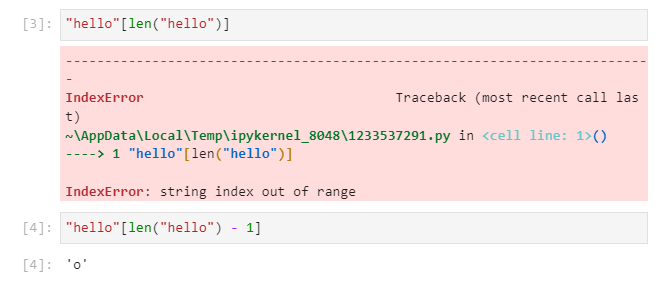 [3]: "hello"[len("hello")]
---------------------------------------------------------------------------
-
IndexError                                Traceback (most recent call las
t)
~\AppData\Local\Temp\ipykernel_8048\1233537291.py in <cell line: 1>()
----> 1 "hello"[len("hello")]
IndexError: string index out of range
[4]: "hello"[len("hello") - 1]
[4]: 'o'